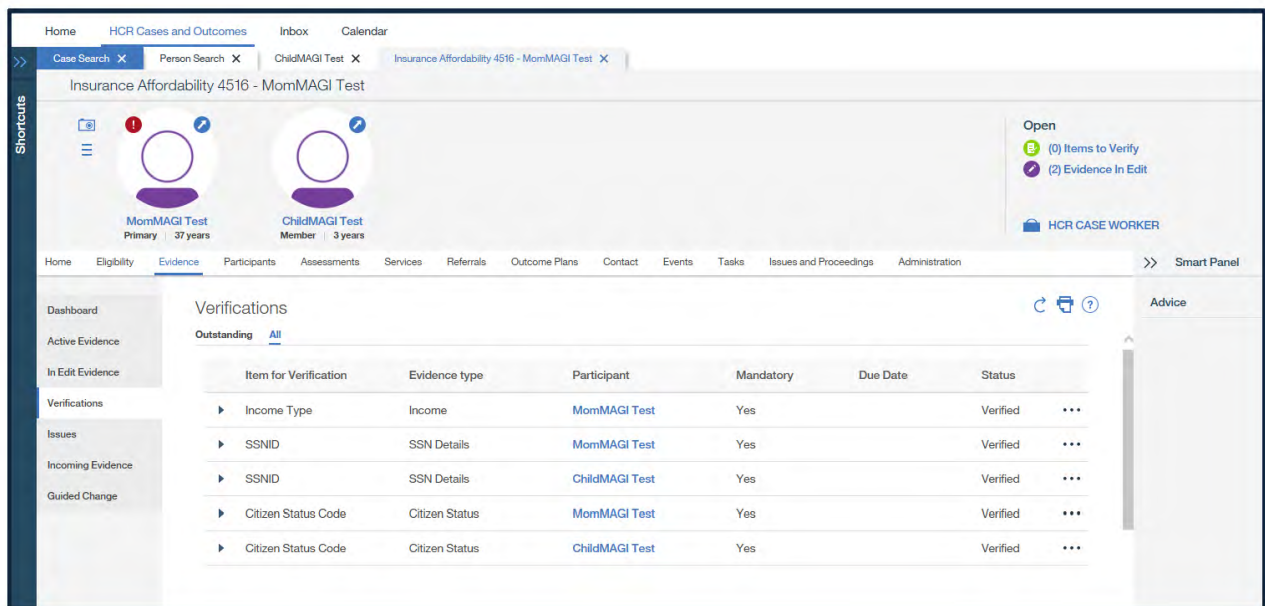 Home HCR Cases and Outcomes Inbox Calendar
Case Search X Person Search X ChildMAGI Test X Insurance Affordability 4516 - MomMAGI Test X
Shortcuts
Insurance Affordability 4516 - MomMAGI Test
Open
(0) Items to Verify
(2) Evidence In Edit
HCR CASE WORKER
MomMAGI Test ChildMAGI Test
Primary | 37 years Member | 3 years
Home Eligibility Evidence Participants Assessments Services Referrals Outcome Plans Contact Events Tasks Issues and Proceedings Administration
Smart Panel
Advice
Dashboard
Active Evidence
In Edit Evidence
Verifications
Issues
Incoming Evidence
Guided Change
Verifications
Outstanding All
Item for Verification Evidence type Participant Mandatory Due Date Status
Income Type Income MomMAGI Test Yes Verified
SSNID SSN Details MomMAGI Test Yes Verified
SSNID SSN Details ChildMAGI Test Yes Verified
Citizen Status Code Citizen Status MomMAGI Test Yes Verified
Citizen Status Code Citizen Status ChildMAGI Test Yes Verified